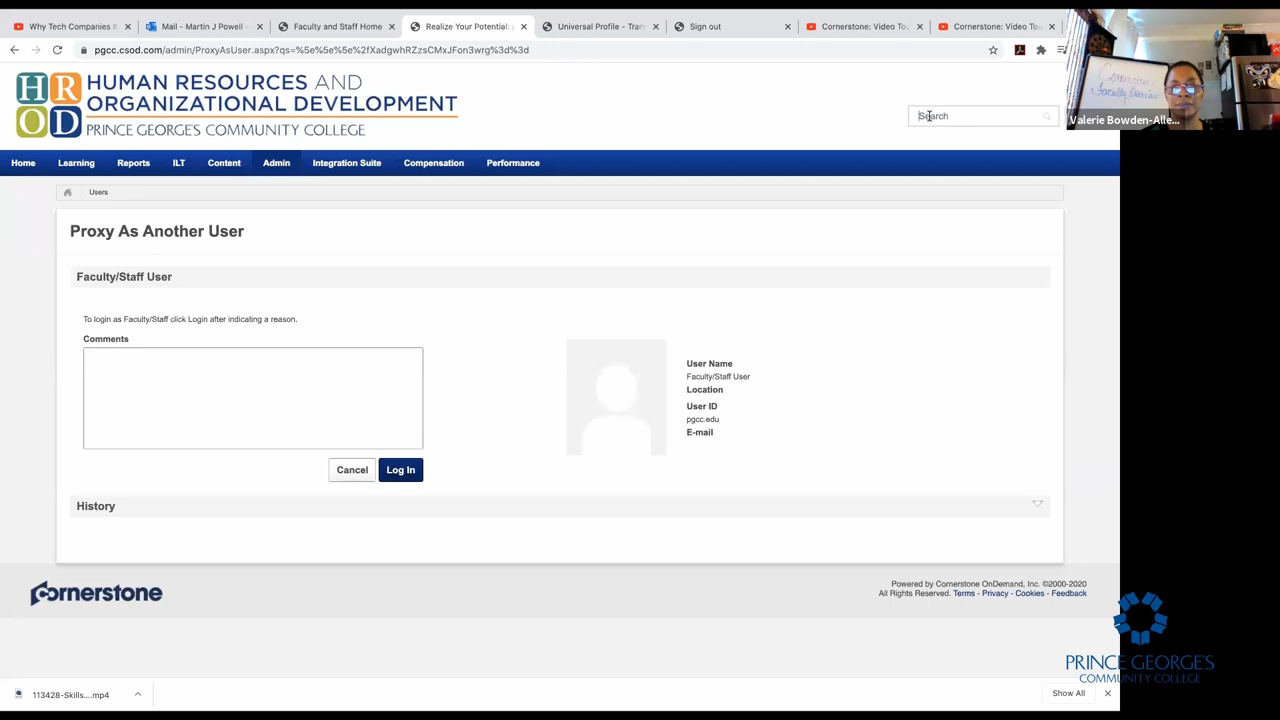 Why Tech Companies K
Mail - Martin J Powell -
Faculty and Staff Home
Realize Your Potential:
Universal Profile - Tran
Sign out
Cornerstone: Video To
Cornerstone: Video To
pgcc.csod.com/admin/ProxyAsUser.aspx?qs=%5e%5e%5e%2fXadgwhRZzsCMxJFon3wrg%3d%3d
HR
OD
HUMAN RESOURCES AND
ORGANIZATIONAL DEVELOPMENT
PRINCE GEORGE'S COMMUNITY COLLEGE
Search
Cornerstone
Faculty Overview
Valerie Bowden-Alle...
Home Learning Reports ILT Content Admin Integration Suite Compensation Performance
Users
Proxy As Another User
Faculty/Staff User
To login as Faculty/Staff click Login after indicating a reason.
Comments
User Name
Faculty/Staff User
Location
User ID
pgcc.edu
E-mail
Cancel
Log In
History
Cornerstone
Powered by Cornerstone OnDemand, Inc. ©2000-2020
All Rights Reserved. Terms - Privacy - Cookies - Feedback
PRINCE GEORGE'S
COMMUNITY COLLEGE
113428-Skills....mp4
Show All